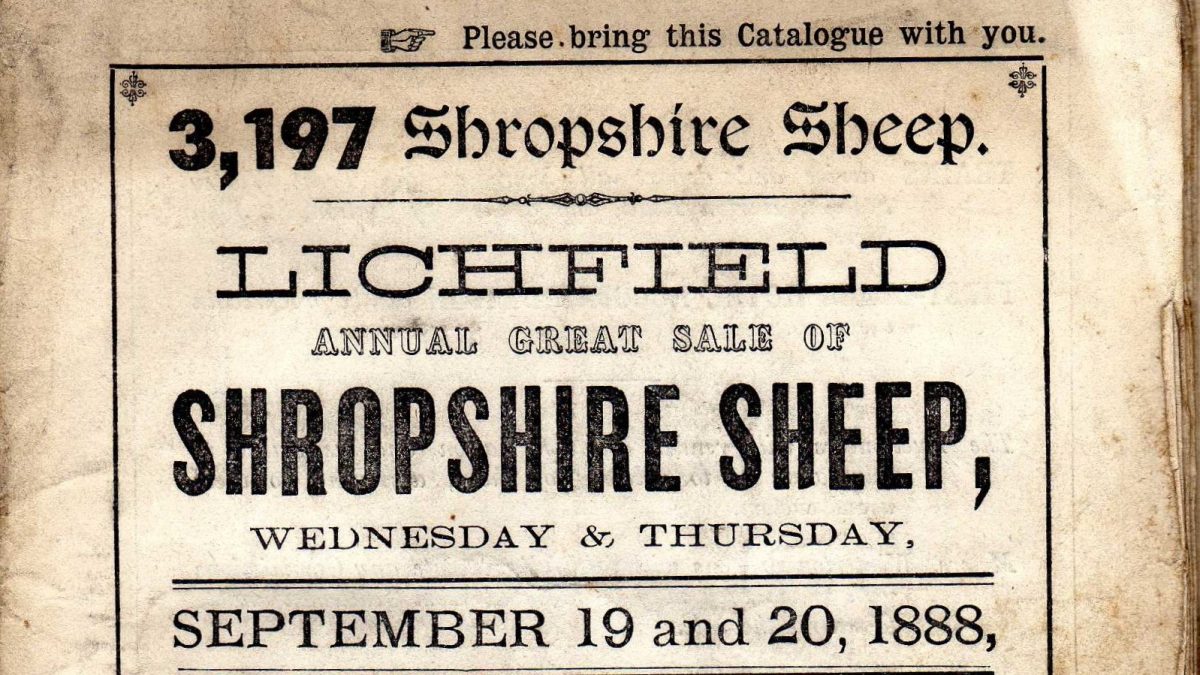 ☞ Please bring this Catalogue with you.
3,197 Shropshire Sheep.
LICHFIELD
ANNUAL GREAT SALE OF
SHROPSHIRE SHEEP,
WEDNESDAY & THURSDAY,
SEPTEMBER 19 and 20, 1888,